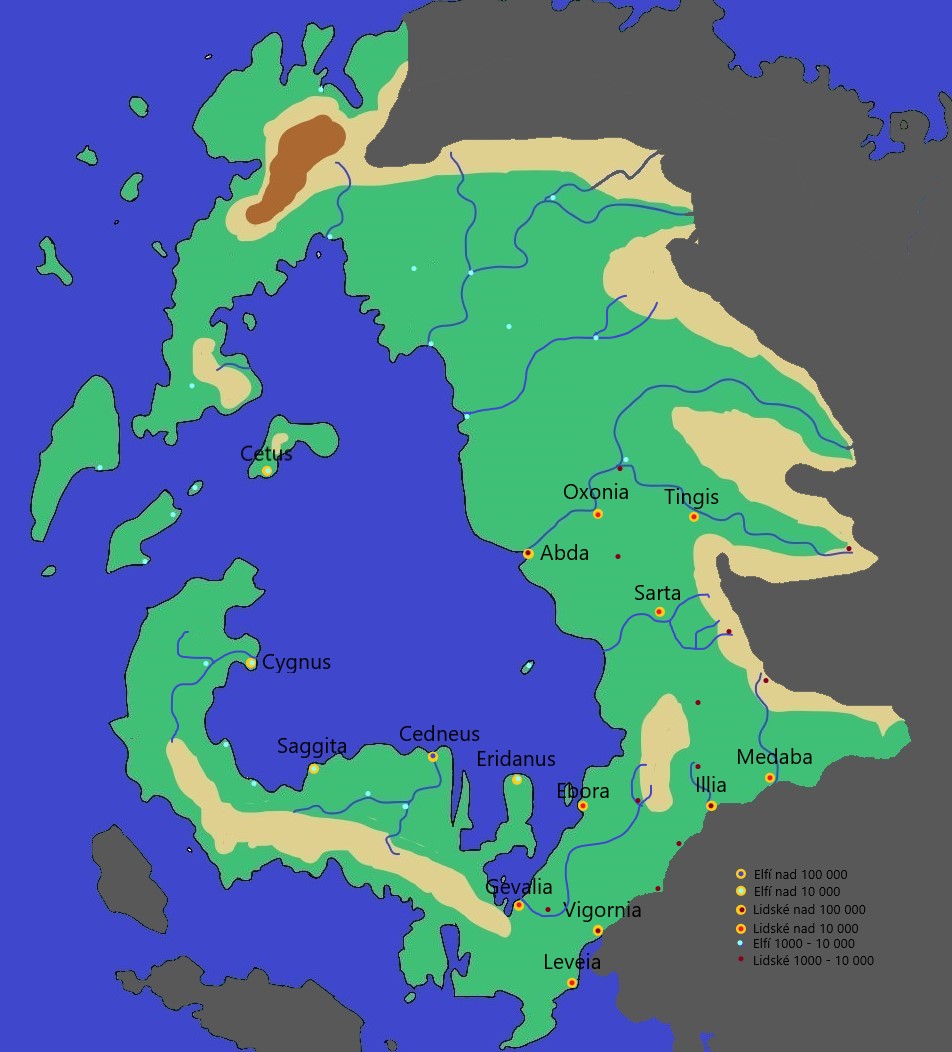 Cetus
Oxonia
Tingis
Abda
Sarta
Cygnus
Cedneus
Saggita
Eridanus
Medaba
Ebora
Illia
Gevalia
Vigornia
Leveia
Elfí nad 100 000
Elfí nad 10 000
Lidské nad 100 000
Lidské nad 10 000
Elfí 1000 - 10 000
Lidské 1000 - 10 000